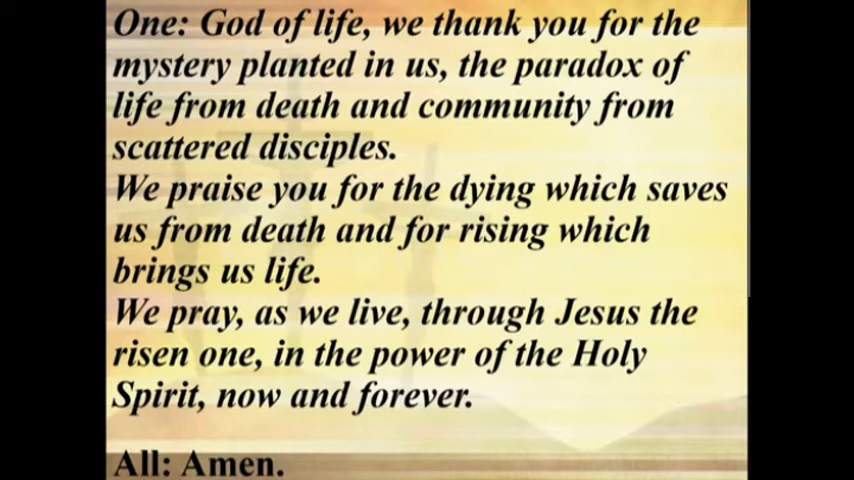 One: God of life, we thank you for the
mystery planted in us, the paradox of
life from death and community from
scattered disciples.
We praise you for the dying which saves
us from death and for rising which
brings us life.
We pray, as we live, through Jesus the
risen one, in the power of the Holy
Spirit, now and forever.
All: Amen.